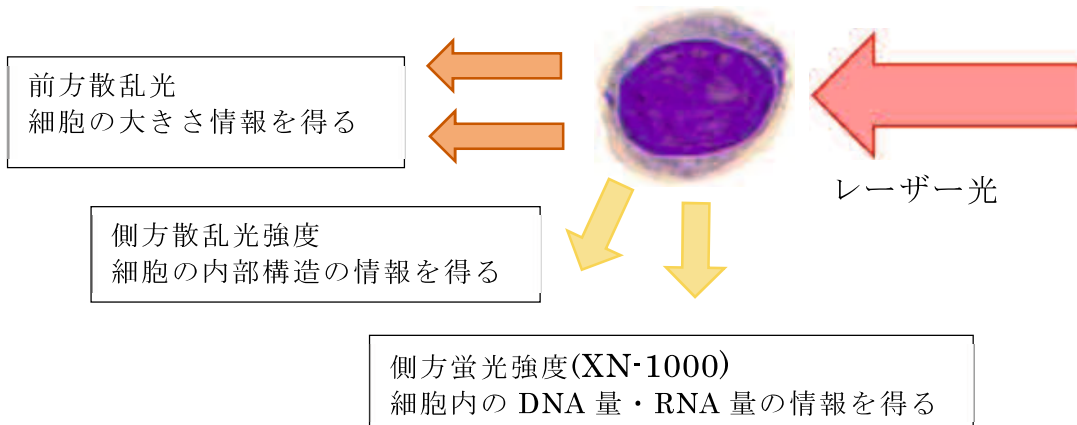 前方散乱光
細胞の大きさ情報を得る
レーザー光
側方散乱光強度
細胞の内部構造の情報を得る
側方蛍光強度(XN-1000)
細胞内の DNA 量・RNA 量の情報を得る